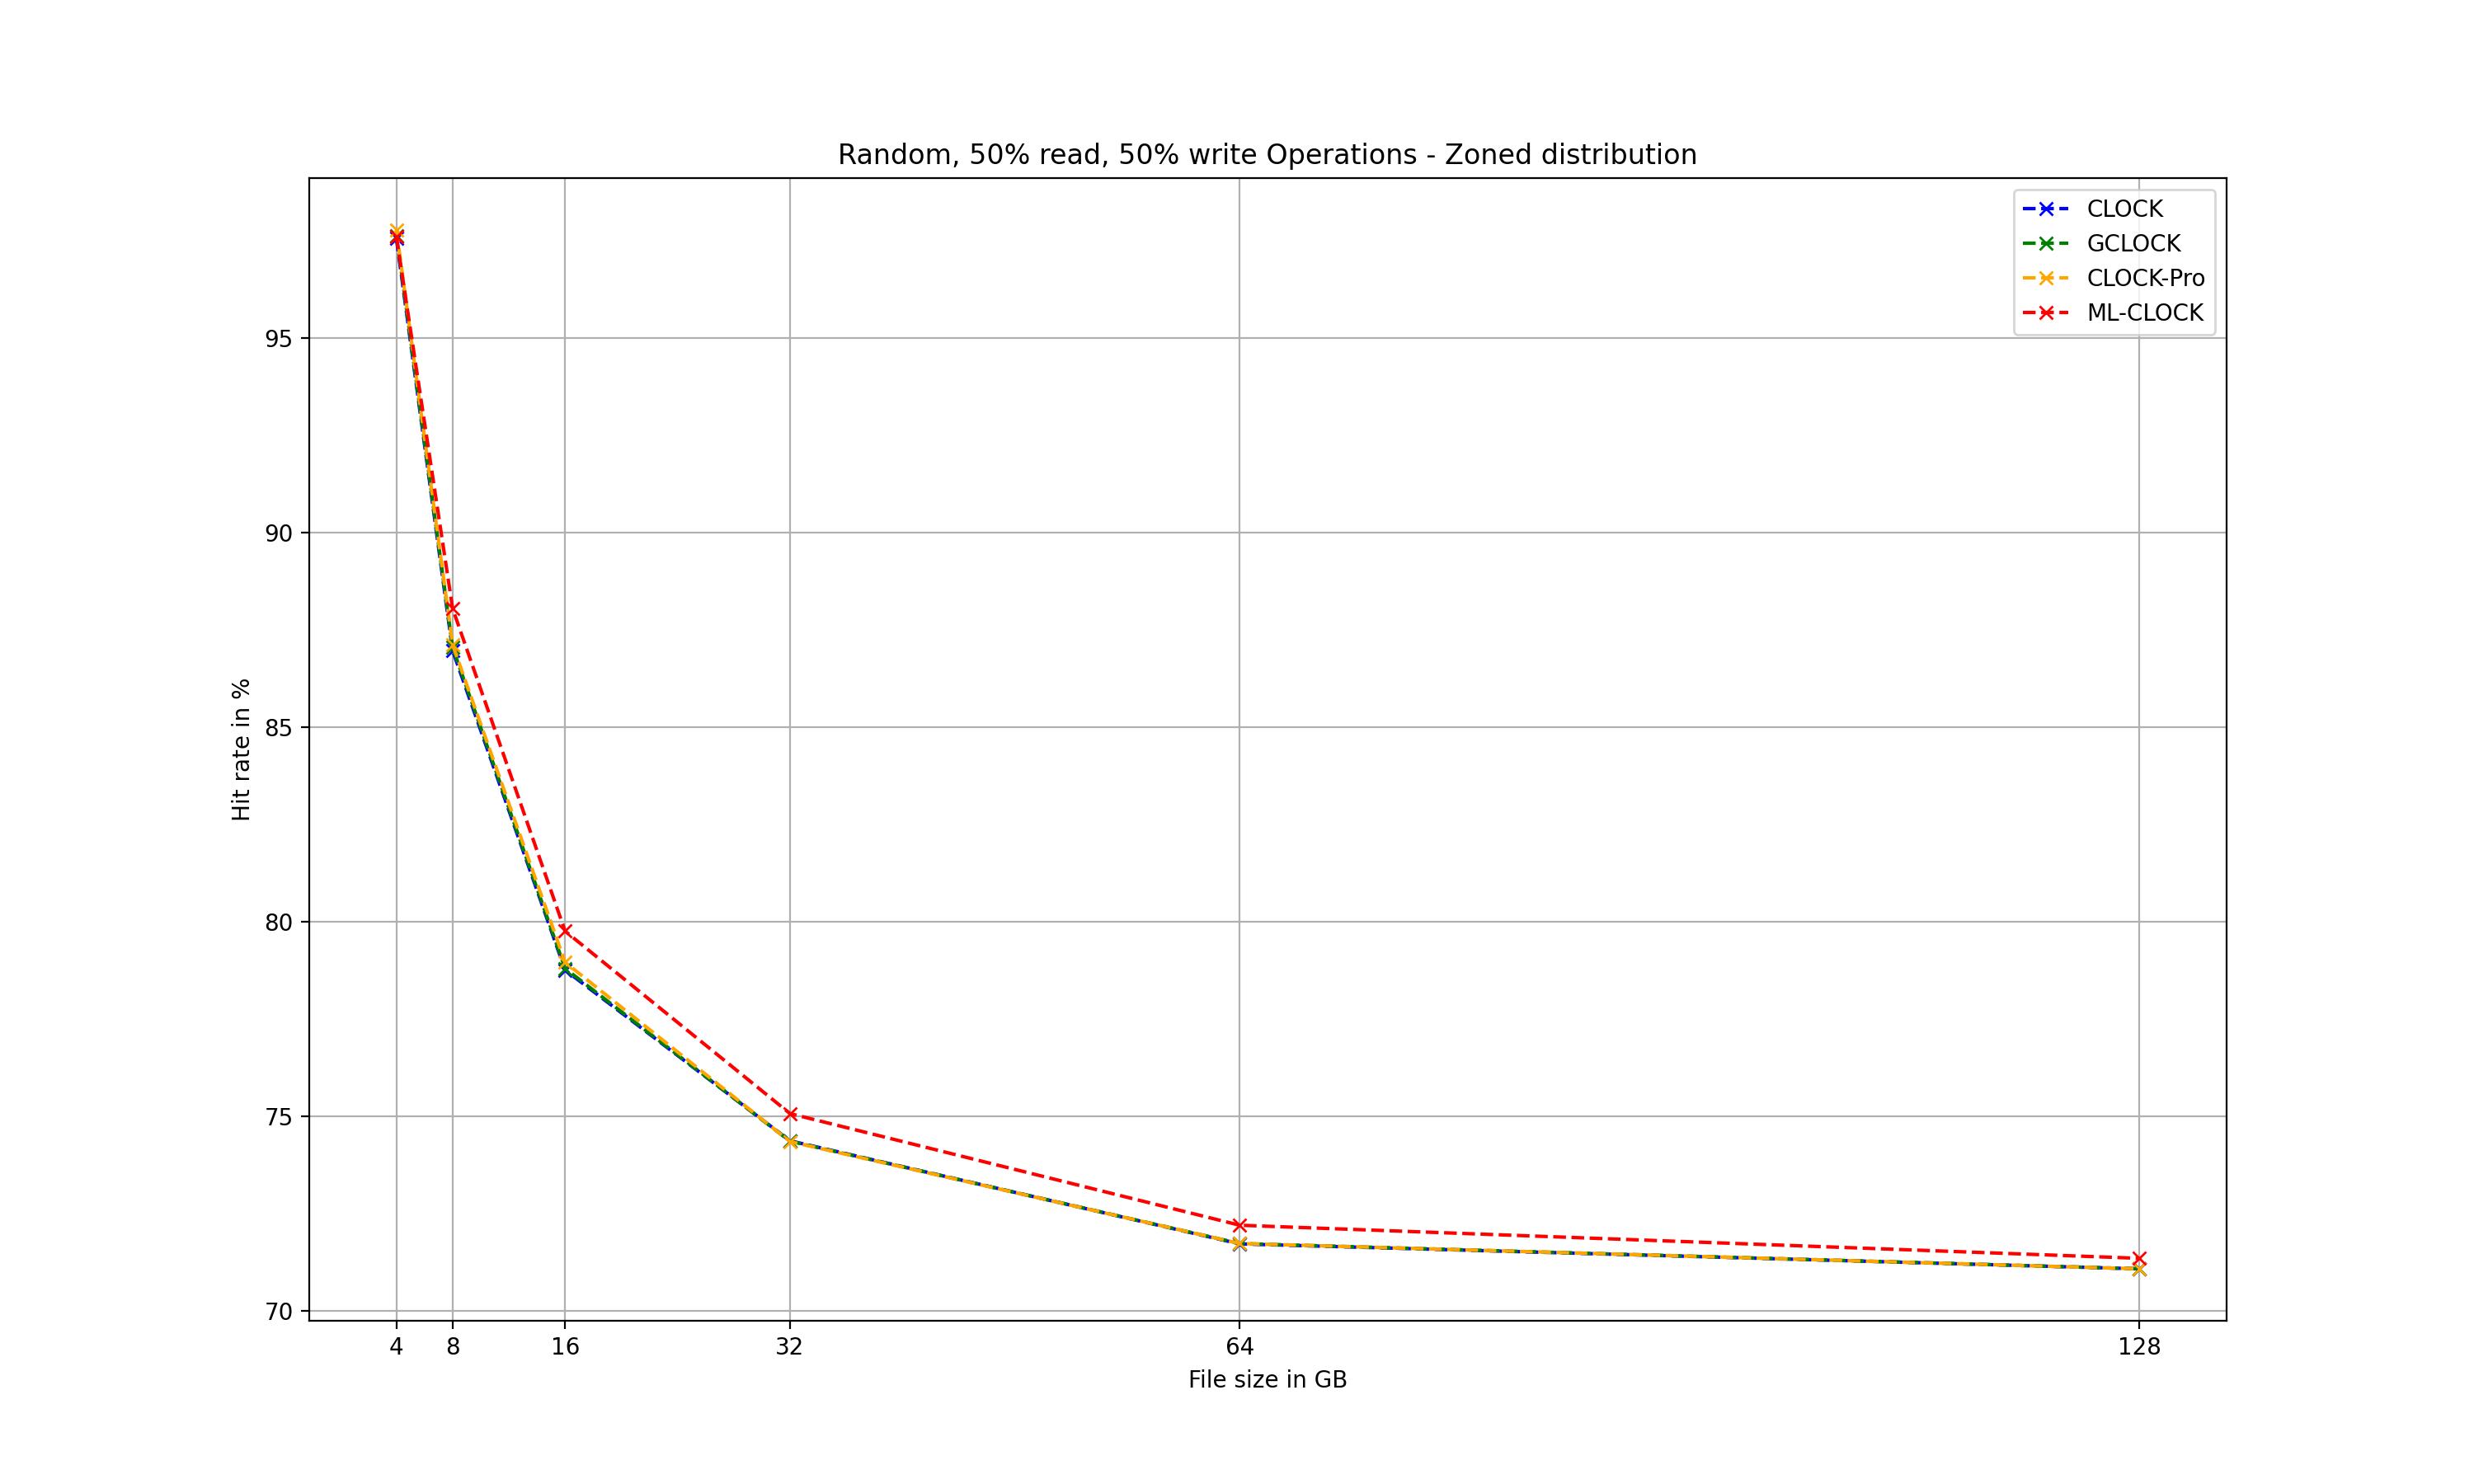 Random, 50% read, 50% write Operations - Zoned distribution
CLOCK
GCLOCK
CLOCK-Pro
ML-CLOCK
95
90
85
80
75
70
Hit rate in %
4 8 16 32 64 128
File size in GB